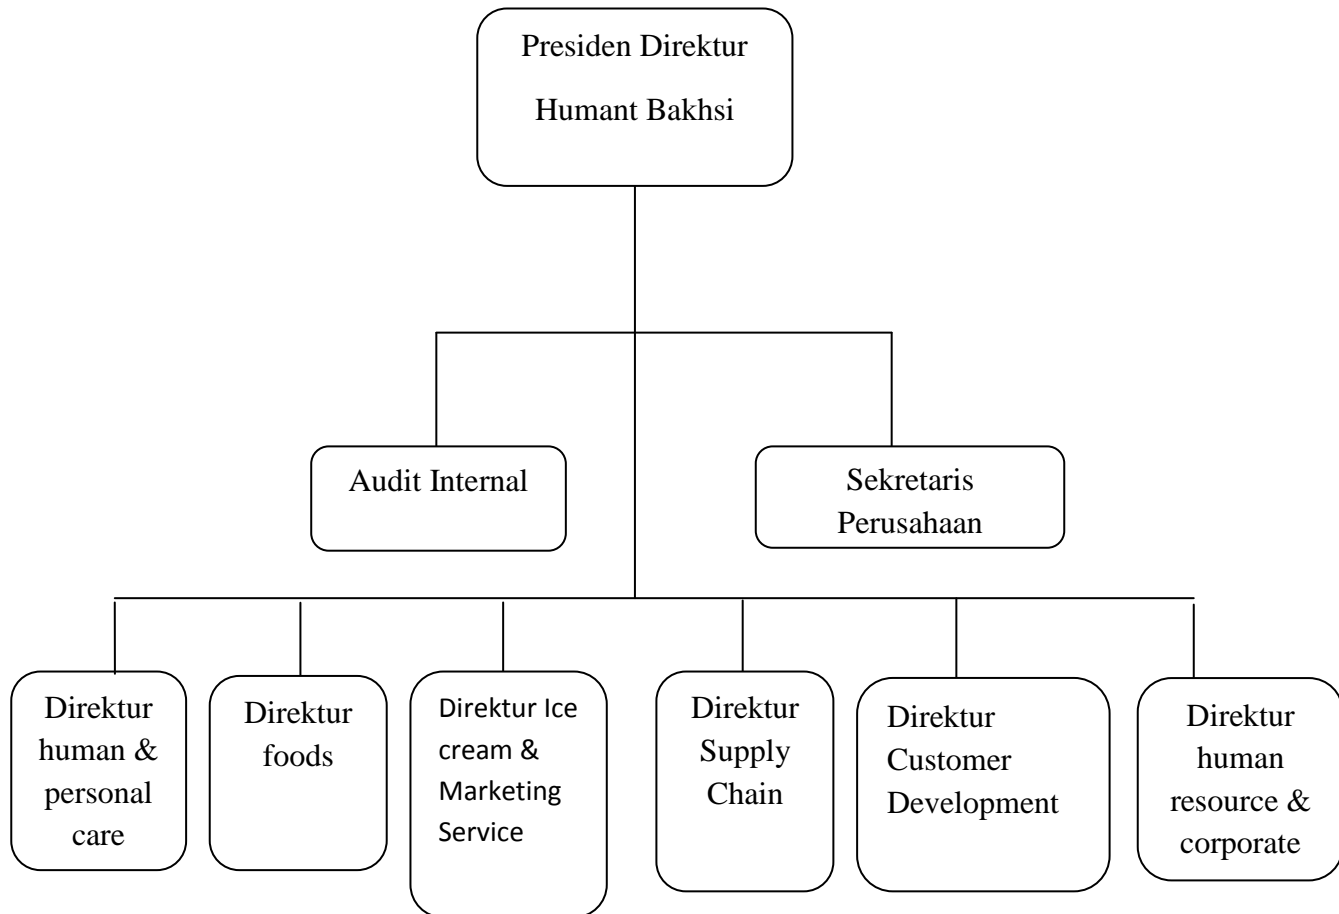 Presiden Direktur
Humant Bakhsi
Audit Internal
Sekretaris
Perusahaan
Direktur
human &
personal
care
Direktur
foods
Direktur Ice
cream &
Marketing
Service
Direktur
Supply
Chain
Direktur
Customer
Development
Direktur
human
resource &
corporate